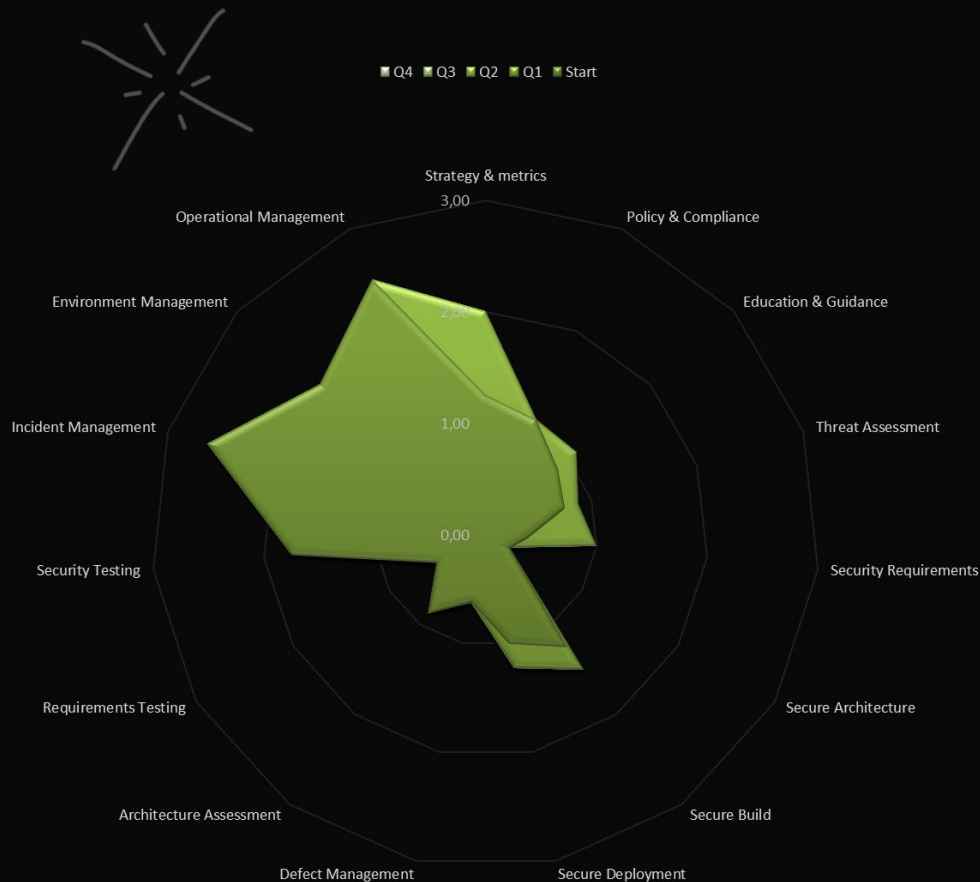 Q4 Q3 Q2 Q1 Start
Strategy & metrics
3,00
Operational Management
Policy & Compliance
Environment Management
Education & Guidance
2,00
Incident Management
1,00
Threat Assessment
0,00
Security Testing
Security Requirements
Requirements Testing
Secure Architecture
Architecture Assessment
Secure Build
Defect Management
Secure Deployment